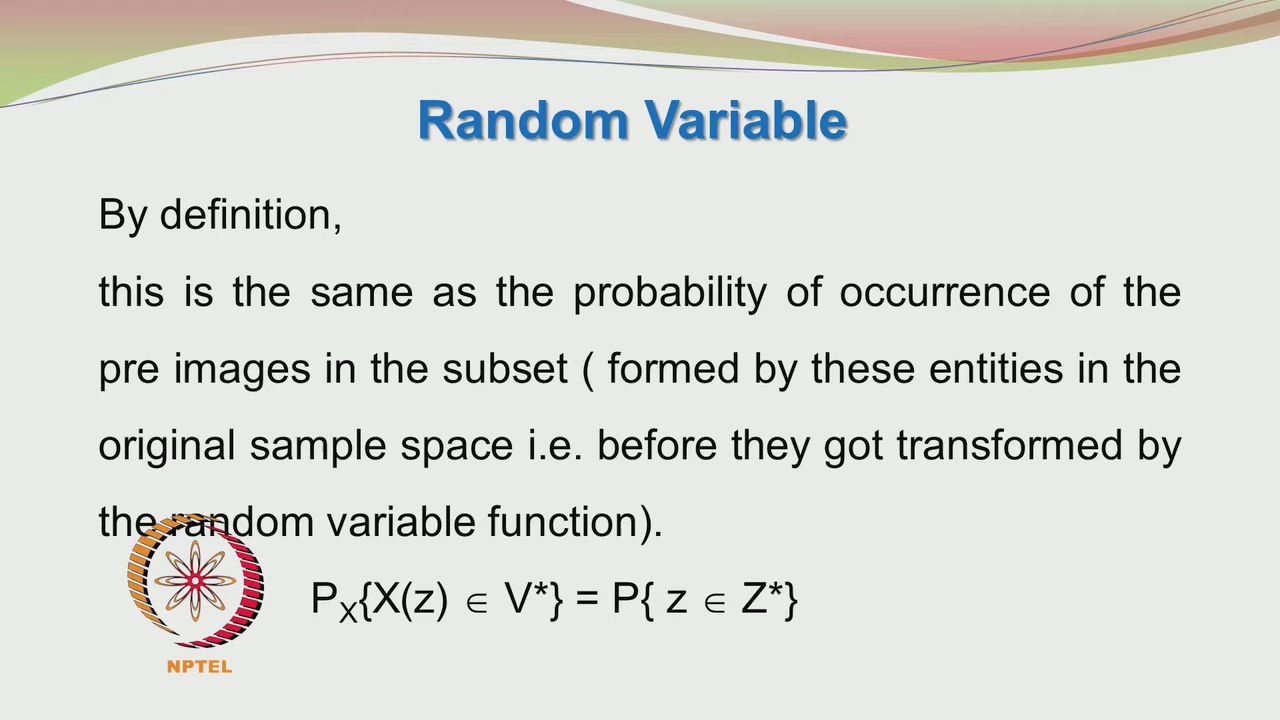 Random Variable
By definition,
this is the same as the probability of occurrence of the
pre images in the subset ( formed by these entities in the
original sample space i.e. before they got transformed by
the random variable function).
P_X{X(z) ∈ V*} = P{ z ∈ Z*}
NPTEL